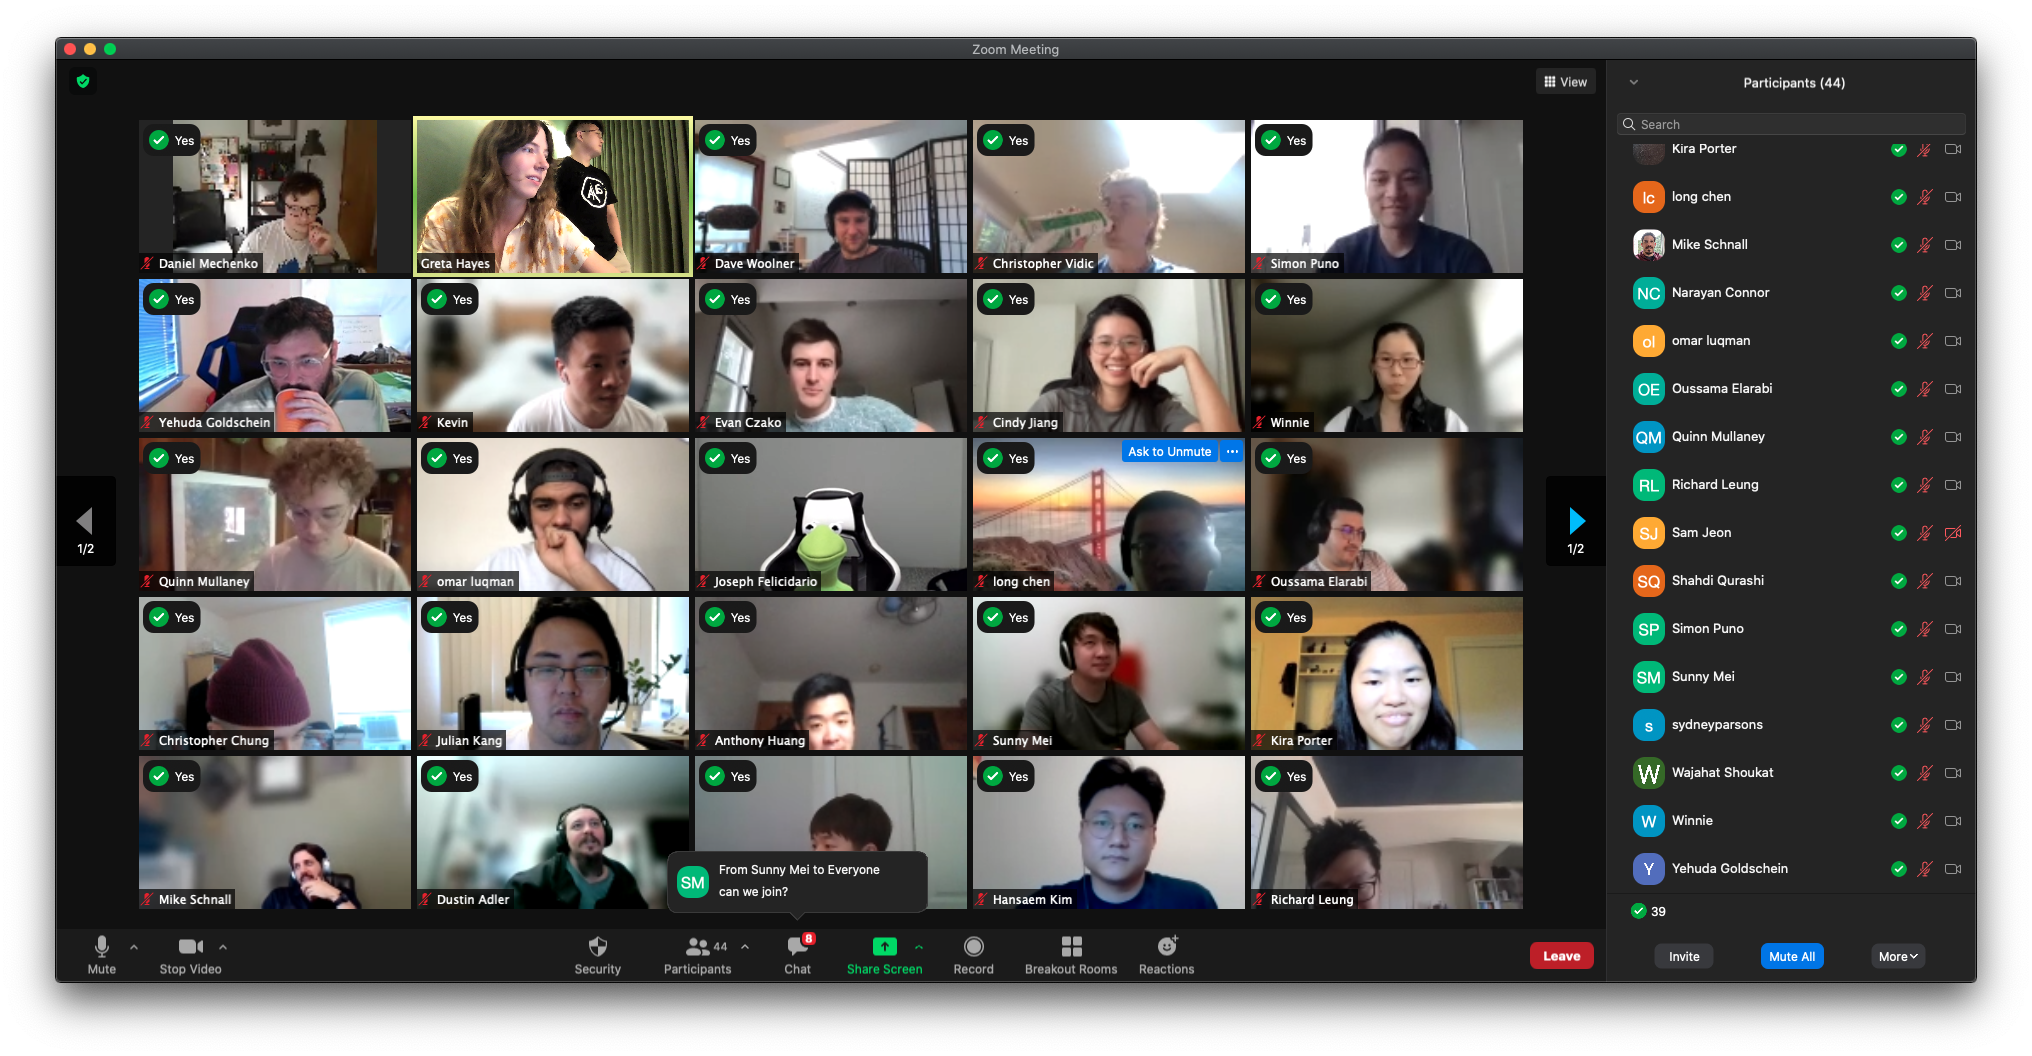 Zoom Meeting
View
Yes
Daniel Mechenko
Greta Hayes
Yes
Dave Woolner
Yes
Christopher Vidic
Yes
Simon Puno
Yes
Yehuda Goldschein
Yes
Kevin
Yes
Evan Czako
Yes
Cindy Jiang
Yes
Winnie
Yes
Quinn Mullaney
Yes
omar luqman
Yes
Joseph Felicidario
Yes
Ask to Unmute ...
long chen
Yes
Oussama Elarabi
1/2
1/2
Yes
Christopher Chung
Yes
Julian Kang
Yes
Anthony Huang
Yes
Sunny Mei
Yes
Kira Porter
Yes
Mike Schnall
Yes
Dustin Adler
Yes
Yes
Hansaem Kim
Yes
Richard Leung
SM
From Sunny Mei to Everyone
can we join?
Mute
Stop Video
Security
44
Participants
8
Chat
Share Screen
Record
Breakout Rooms
Reactions
Leave
Participants (44)
Search
Kira Porter
lc long chen
Mike Schnall
NC Narayan Connor
ol omar luqman
OE Oussama Elarabi
QM Quinn Mullaney
RL Richard Leung
SJ Sam Jeon
SQ Shahdi Qurashi
SP Simon Puno
SM Sunny Mei
s sydneyparsons
W Wajahat Shoukat
W Winnie
Y Yehuda Goldschein
39
Invite
Mute All
More